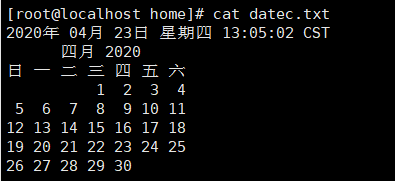 [root@localhost home]# cat datec.txt
2020年 04月 23日 星期四 13:05:02 CST
      四月 2020
日 一 二 三 四 五 六
          1  2  3  4
 5  6  7  8  9 10 11
12 13 14 15 16 17 18
19 20 21 22 23 24 25
26 27 28 29 30